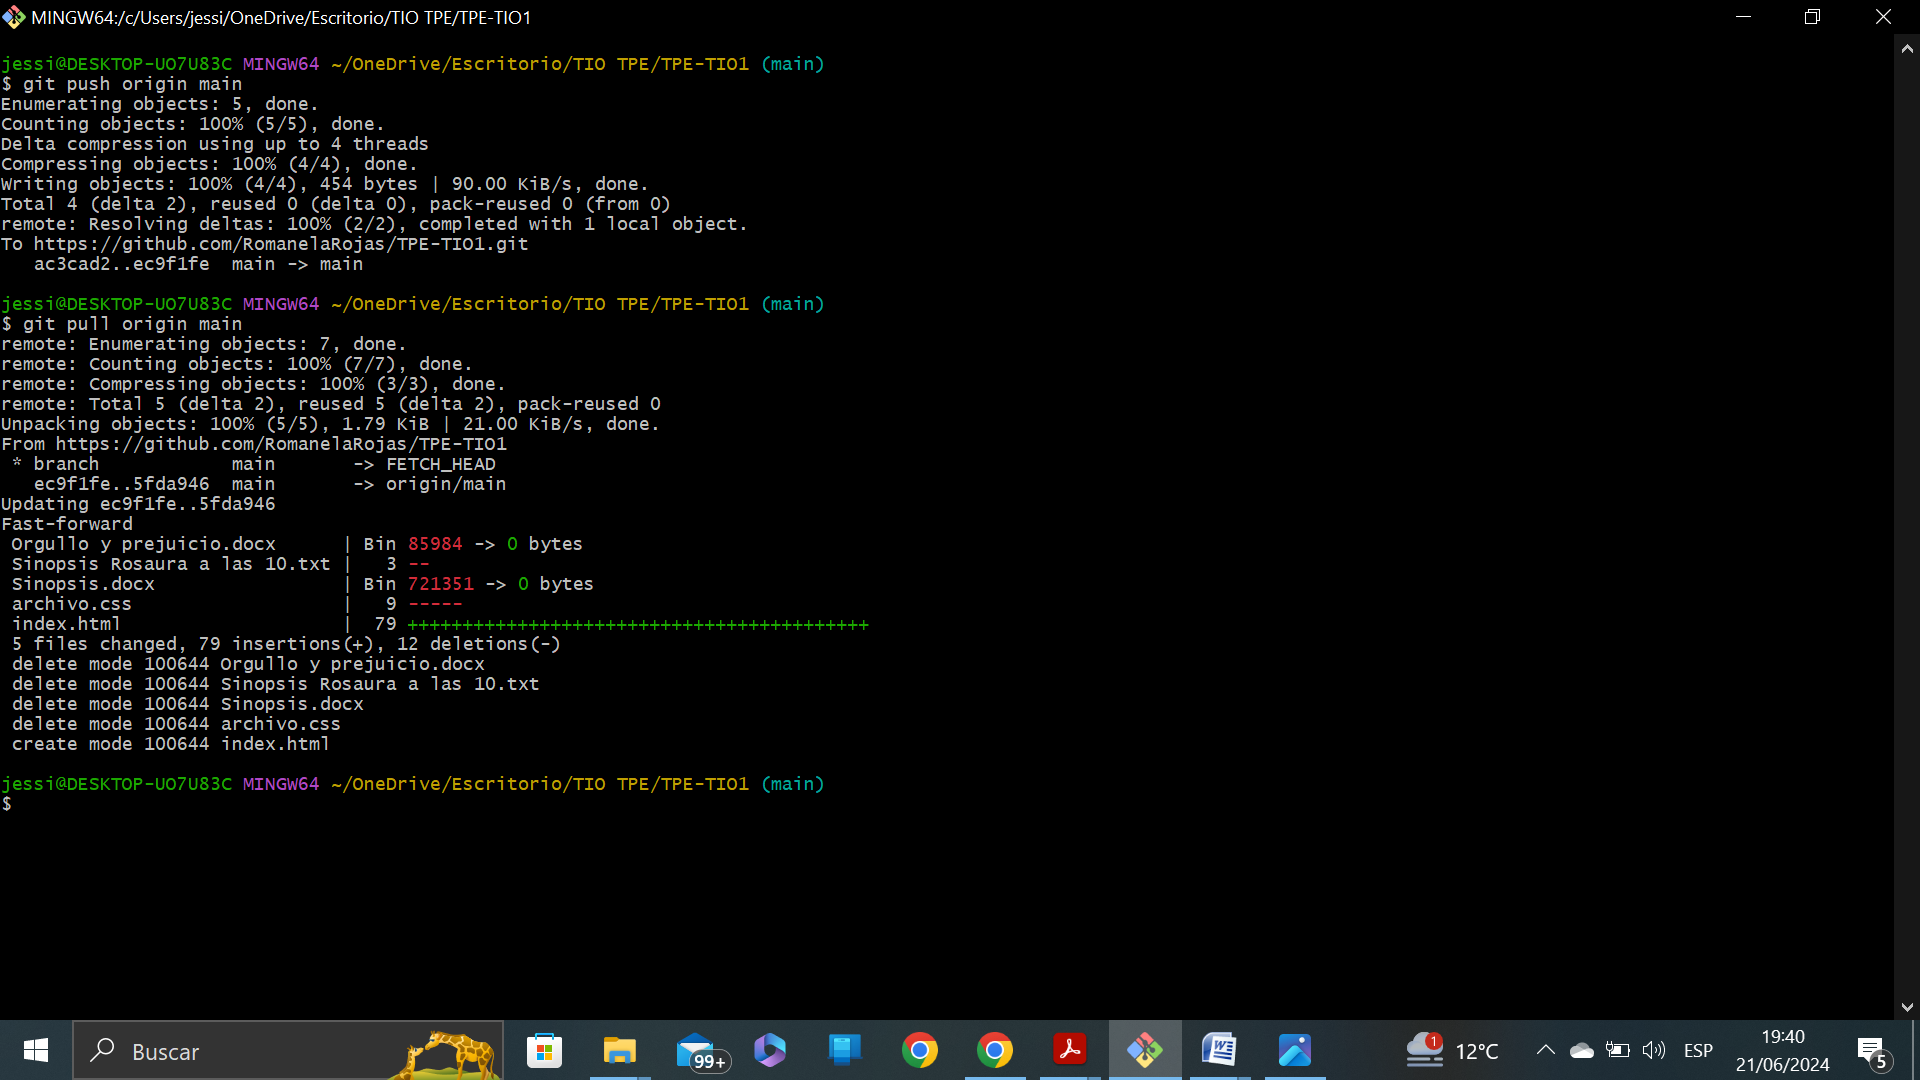 MINGW64:/c/Users/jessi/OneDrive/Escritorio/TIO TPE/TPE-TIO1
jessi@DESKTOP-UO7U83C MINGW64 ~/OneDrive/Escritorio/TIO TPE/TPE-TIO1 (main)
$ git push origin main
Enumerating objects: 5, done.
Counting objects: 100% (5/5), done.
Delta compression using up to 4 threads
Compressing objects: 100% (4/4), done.
Writing objects: 100% (4/4), 454 bytes | 90.00 KiB/s, done.
Total 4 (delta 2), reused 0 (delta 0), pack-reused 0 (from 0)
remote: Resolving deltas: 100% (2/2), completed with 1 local object.
To https://github.com/RomanelaRojas/TPE-TIO1.git
   ac3cad2..ec9f1fe  main -> main
jessi@DESKTOP-UO7U83C MINGW64 ~/OneDrive/Escritorio/TIO TPE/TPE-TIO1 (main)
$ git pull origin main
remote: Enumerating objects: 7, done.
remote: Counting objects: 100% (7/7), done.
remote: Compressing objects: 100% (3/3), done.
remote: Total 5 (delta 2), reused 5 (delta 2), pack-reused 0
Unpacking objects: 100% (5/5), 1.79 KiB | 21.00 KiB/s, done.
From https://github.com/RomanelaRojas/TPE-TIO1
 * branch            main       -> FETCH_HEAD
   ec9f1fe..5fda946  main       -> origin/main
Updating ec9f1fe..5fda946
Fast-forward
 Orgullo y prejuicio.docx      | Bin 85984 -> 0 bytes
 Sinopsis Rosaura a las 10.txt |   3 --
 Sinopsis.docx                 | Bin 721351 -> 0 bytes
 archivo.css                   |   9 -----
 index.html                    |  79 ++++++++++++++++++++++++++++++++++++++++++
 5 files changed, 79 insertions(+), 12 deletions(-)
 delete mode 100644 Orgullo y prejuicio.docx
 delete mode 100644 Sinopsis Rosaura a las 10.txt
 delete mode 100644 Sinopsis.docx
 delete mode 100644 archivo.css
 create mode 100644 index.html
jessi@DESKTOP-UO7U83C MINGW64 ~/OneDrive/Escritorio/TIO TPE/TPE-TIO1 (main)
$
Buscar
99+
1
12°C
ESP
19:40
21/06/2024
5